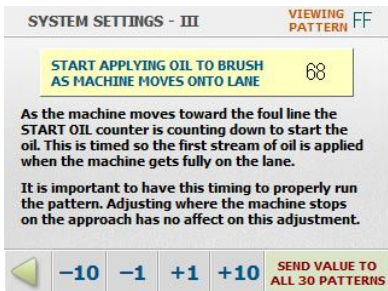 SYSTEM SETTINGS - III
VIEWING PATTERN FF
START APPLYING OIL TO BRUSH
AS MACHINE MOVES ONTO LANE
68
As the machine moves toward the foul line the
START OIL counter is counting down to start the
oil. This is timed so the first stream of oil is applied
when the machine gets fully on the lane.
It is important to have this timing to properly run
the pattern. Adjusting where the machine stops
on the approach has no affect on this adjustment.
-10 -1 +1 +10
SEND VALUE TO
ALL 30 PATTERNS